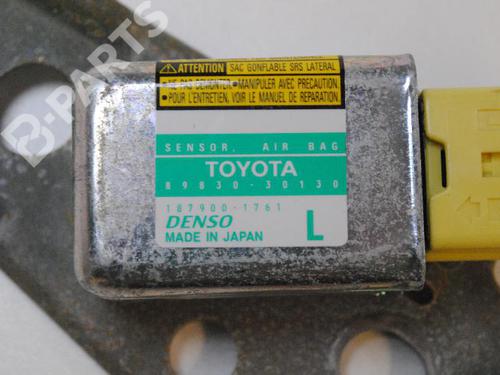 B-PARTS
ATTENTION SAC GONFLABLE SRS LATERAL
•NE PAS DEMONTER •MANIPULER AVEC PRECAUTION.
•POUR L'ENTRETIEN, VOIR LE MANUEL DE REPARATION.
SENSOR, AIR BAG
TOYOTA
89830-30130
187900-1761
DENSO
MADE IN JAPAN
L